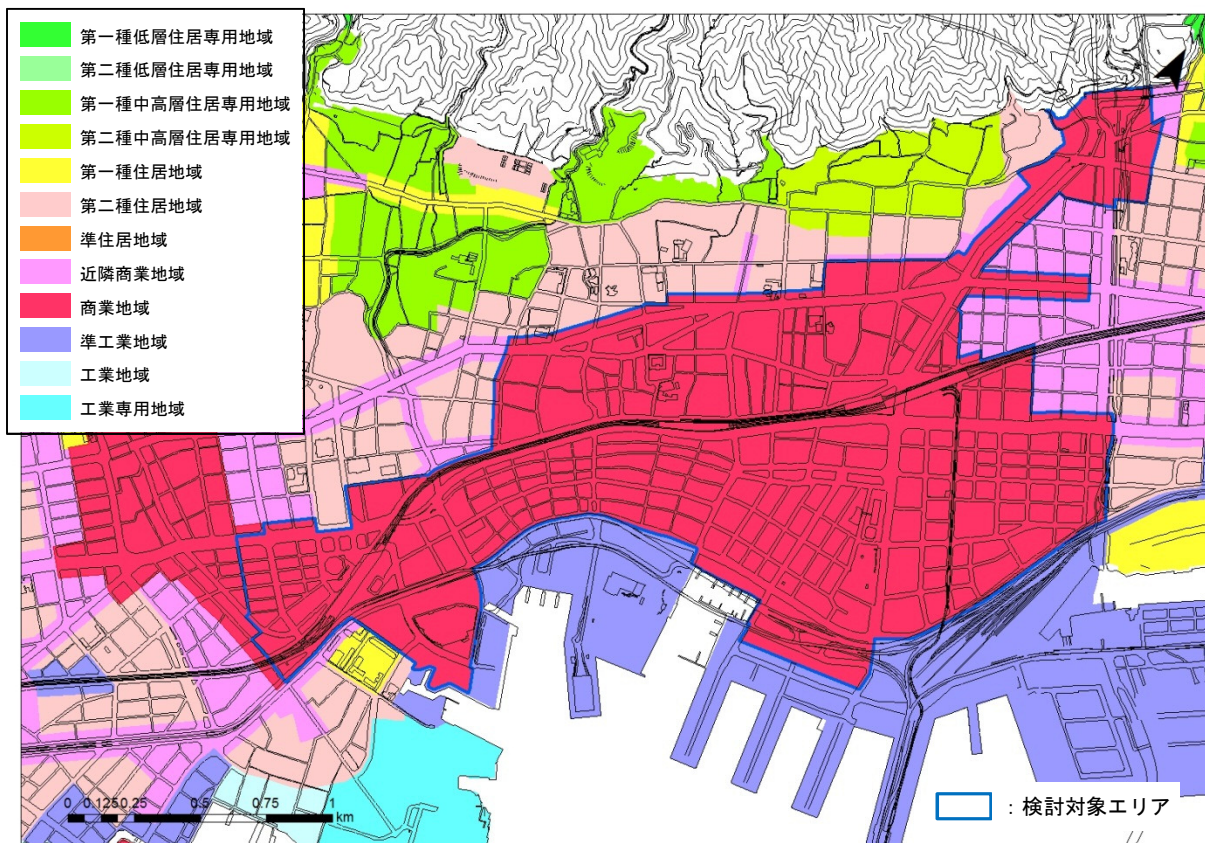 第一種低層住居専用地域
第二種低層住居専用地域
第一種中高層住居専用地域
第二種中高層住居専用地域
第一種住居地域
第二種住居地域
準住居地域
近隣商業地域
商業地域
準工業地域
工業地域
工業専用地域
0 0.125 0.25 0.5 0.75 1
km
：検討対象エリア